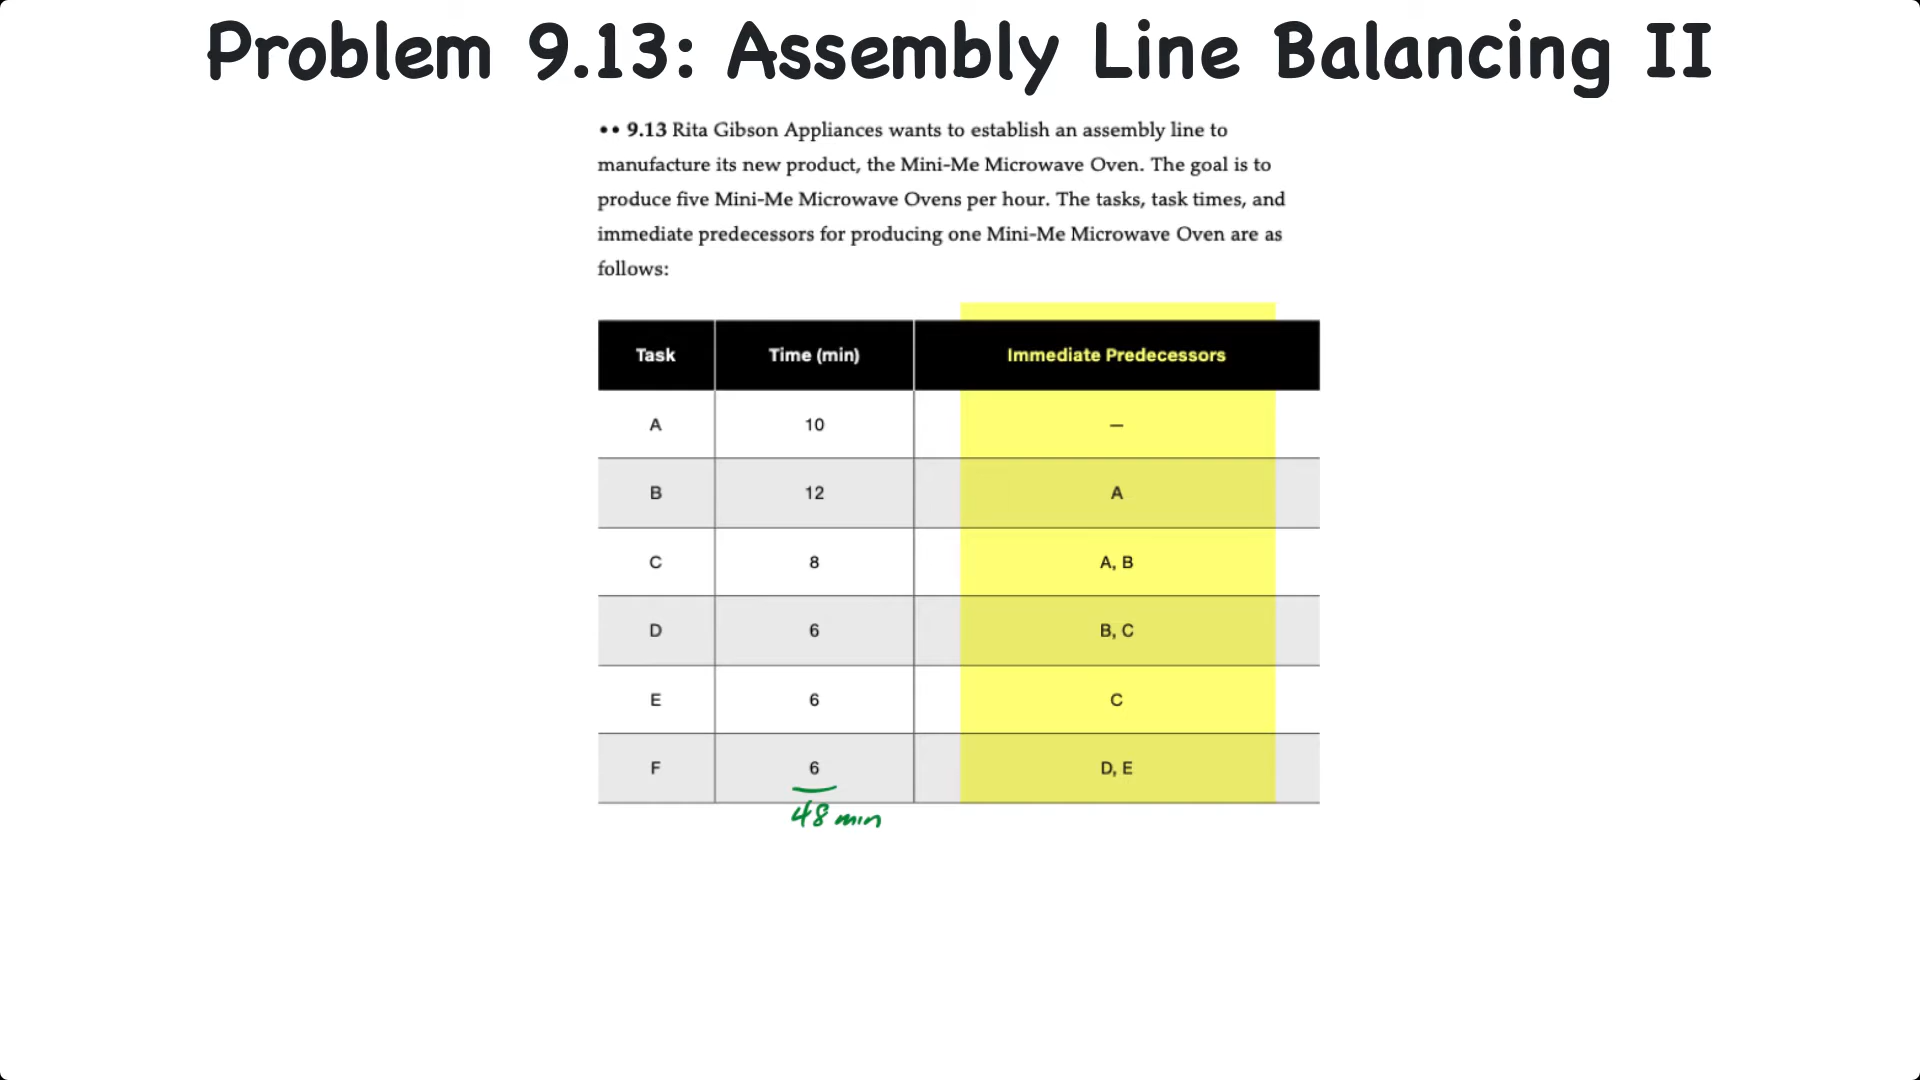 Problem 9.13: Assembly Line Balancing II
•• 9.13 Rita Gibson Appliances wants to establish an assembly line to
manufacture its new product, the Mini-Me Microwave Oven. The goal is to
produce five Mini-Me Microwave Ovens per hour. The tasks, task times, and
immediate predecessors for producing one Mini-Me Microwave Oven are as
follows:
Task Time (min) Immediate Predecessors
A 10 —
B 12 A
C 8 A, B
D 6 B, C
E 6 C
F 6 D, E
48 min